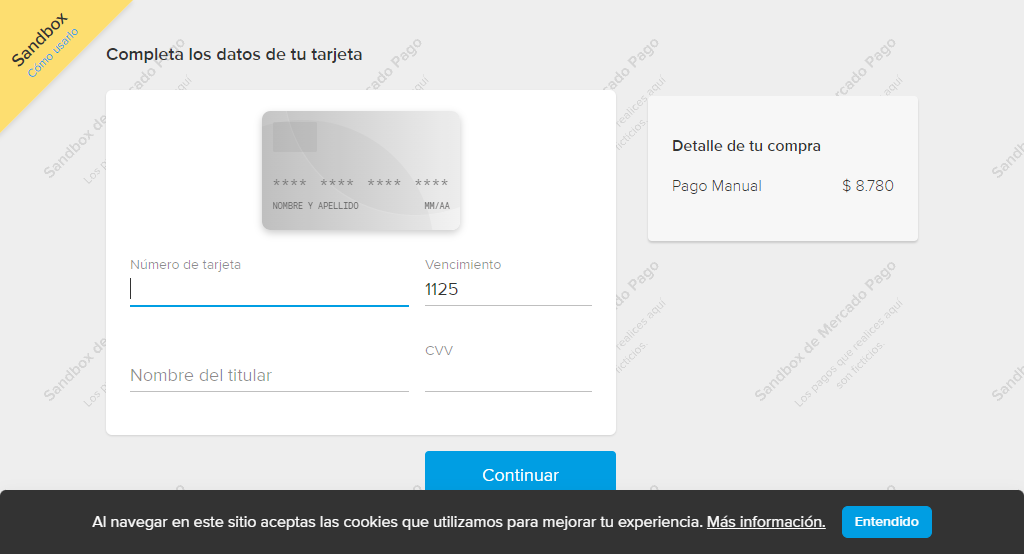 Sandbox
Cómo usarlo
Completa los datos de tu tarjeta
**** **** **** ****
NOMBRE Y APELLIDO MM/AA
Número de tarjeta
Vencimiento
1125
Nombre del titular
CVV
Continuar
Detalle de tu compra
Pago Manual $ 8.780
Sandbox de Mercado Pago
Los pagos que realices aquí
son ficticios.
Al navegar en este sitio aceptas las cookies que utilizamos para mejorar tu experiencia. Más información.
Entendido